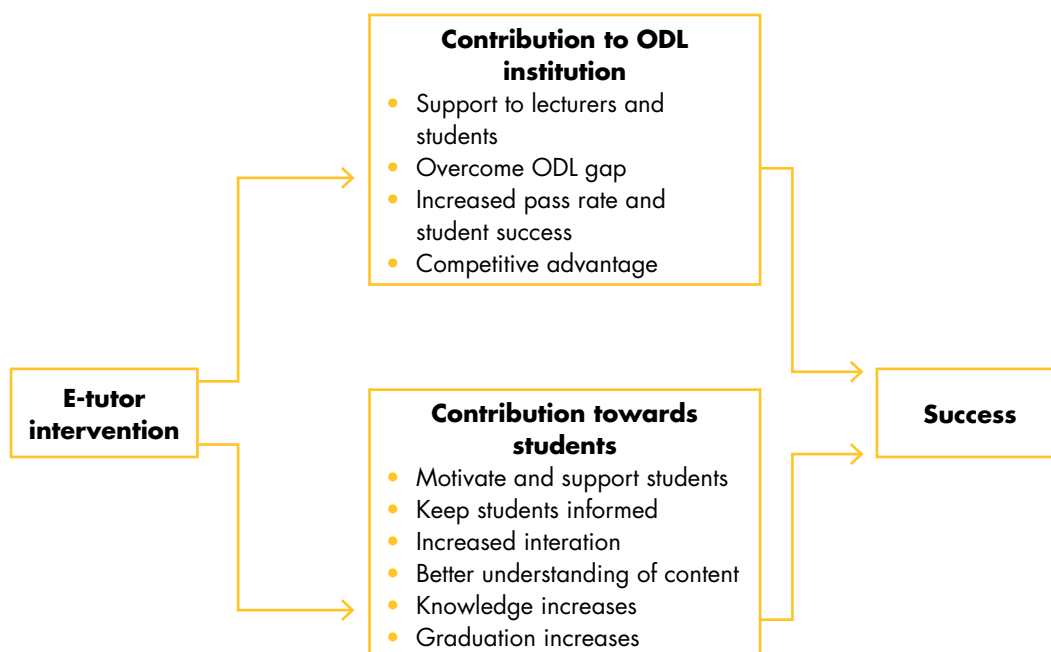 Contribution to ODL
institution
• Support to lecturers and
students
• Overcome ODL gap
• Increased pass rate and
student success
• Competitive advantage
E-tutor
intervention
Contribution towards
students
• Motivate and support students
• Keep students informed
• Increased interation
• Better understanding of content
• Knowledge increases
• Graduation increases
Success